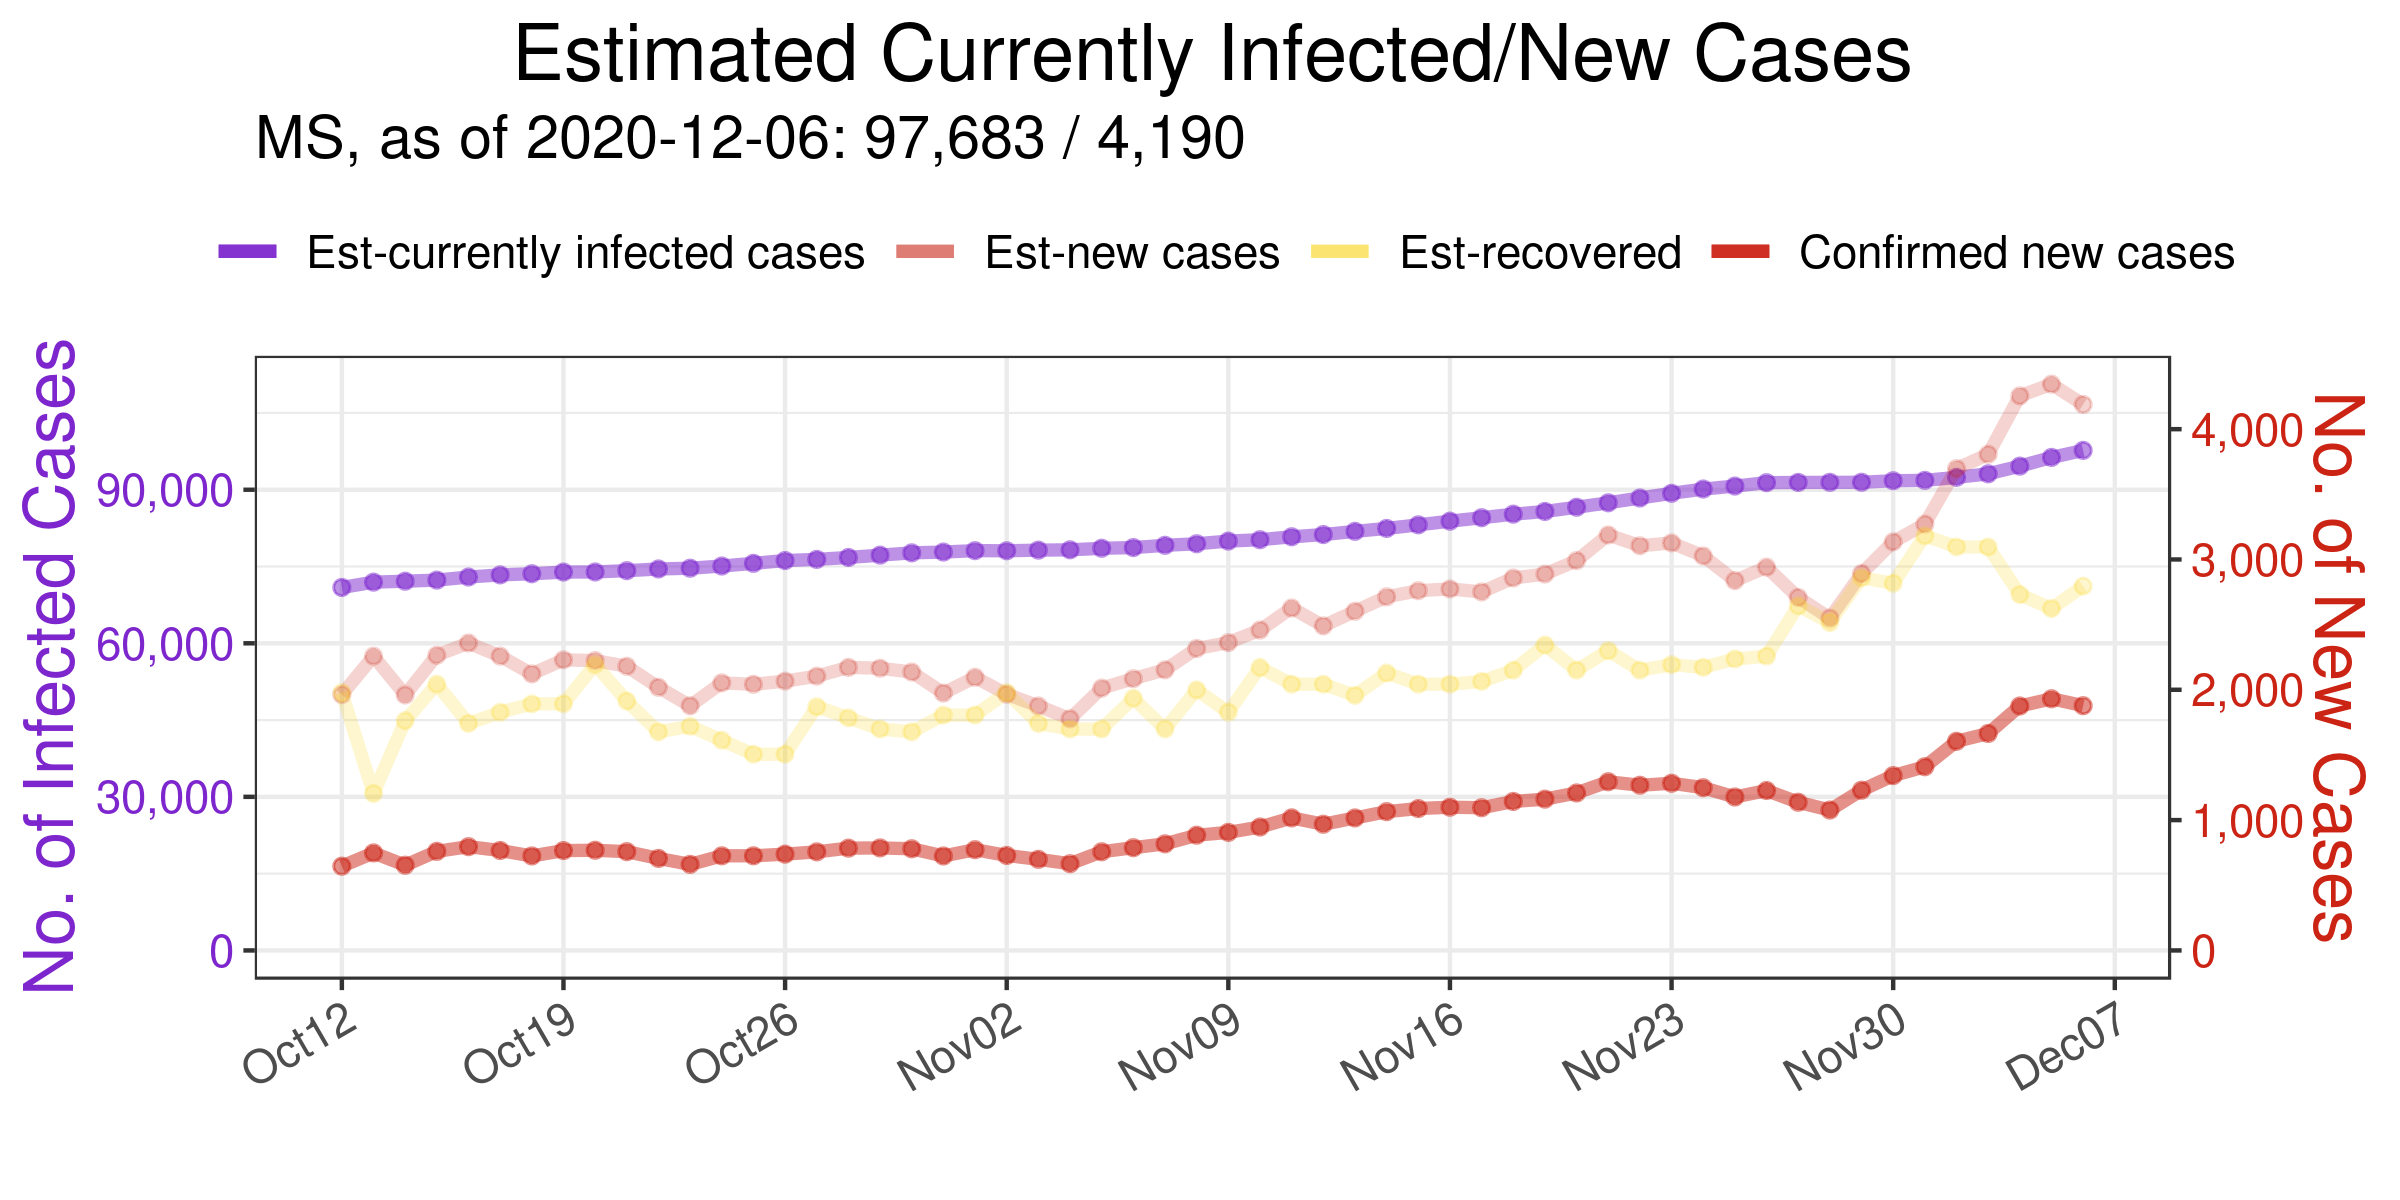 Estimated Currently Infected/New Cases
MS, as of 2020-12-06: 97,683 / 4,190
Est-currently infected cases Est-new cases Est-recovered Confirmed new cases
No. of Infected Cases
90,000
60,000
30,000
0
4,000
3,000
2,000
1,000
0
No. of New Cases
Oct12 Oct19 Oct26 Nov02 Nov09 Nov16 Nov23 Nov30 Dec07